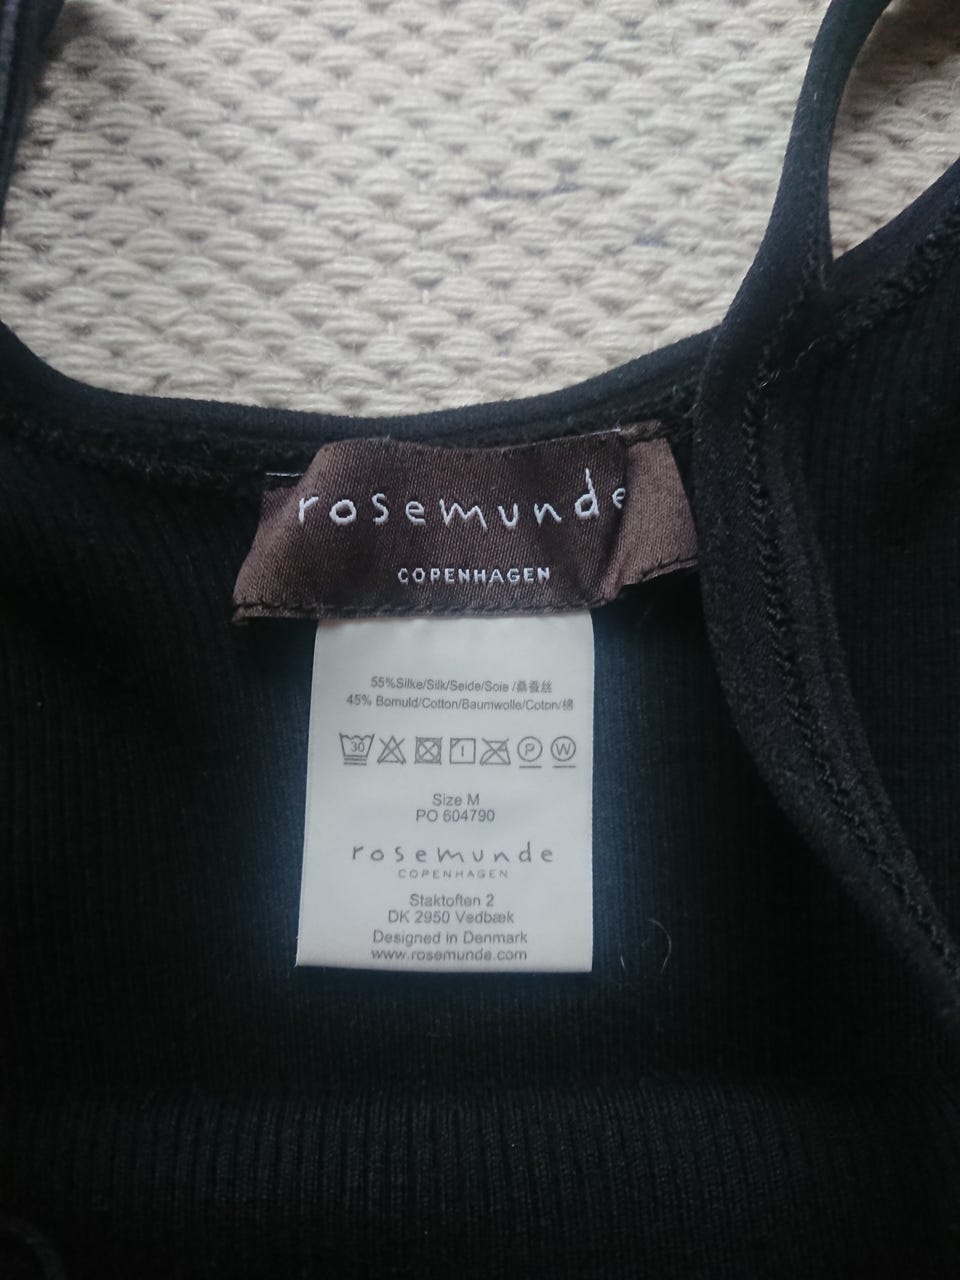 rosemunde
COPENHAGEN
55%Silke/Silk/Seide/Soie /桑蚕丝
45% Bomuld/Cotton/Baumwolle/Coton/棉
30 P W
Size M
PO 604790
rosemunde
COPENHAGEN
Staktoften 2
DK 2950 Vedbæk
Designed in Denmark
www.rosemunde.com